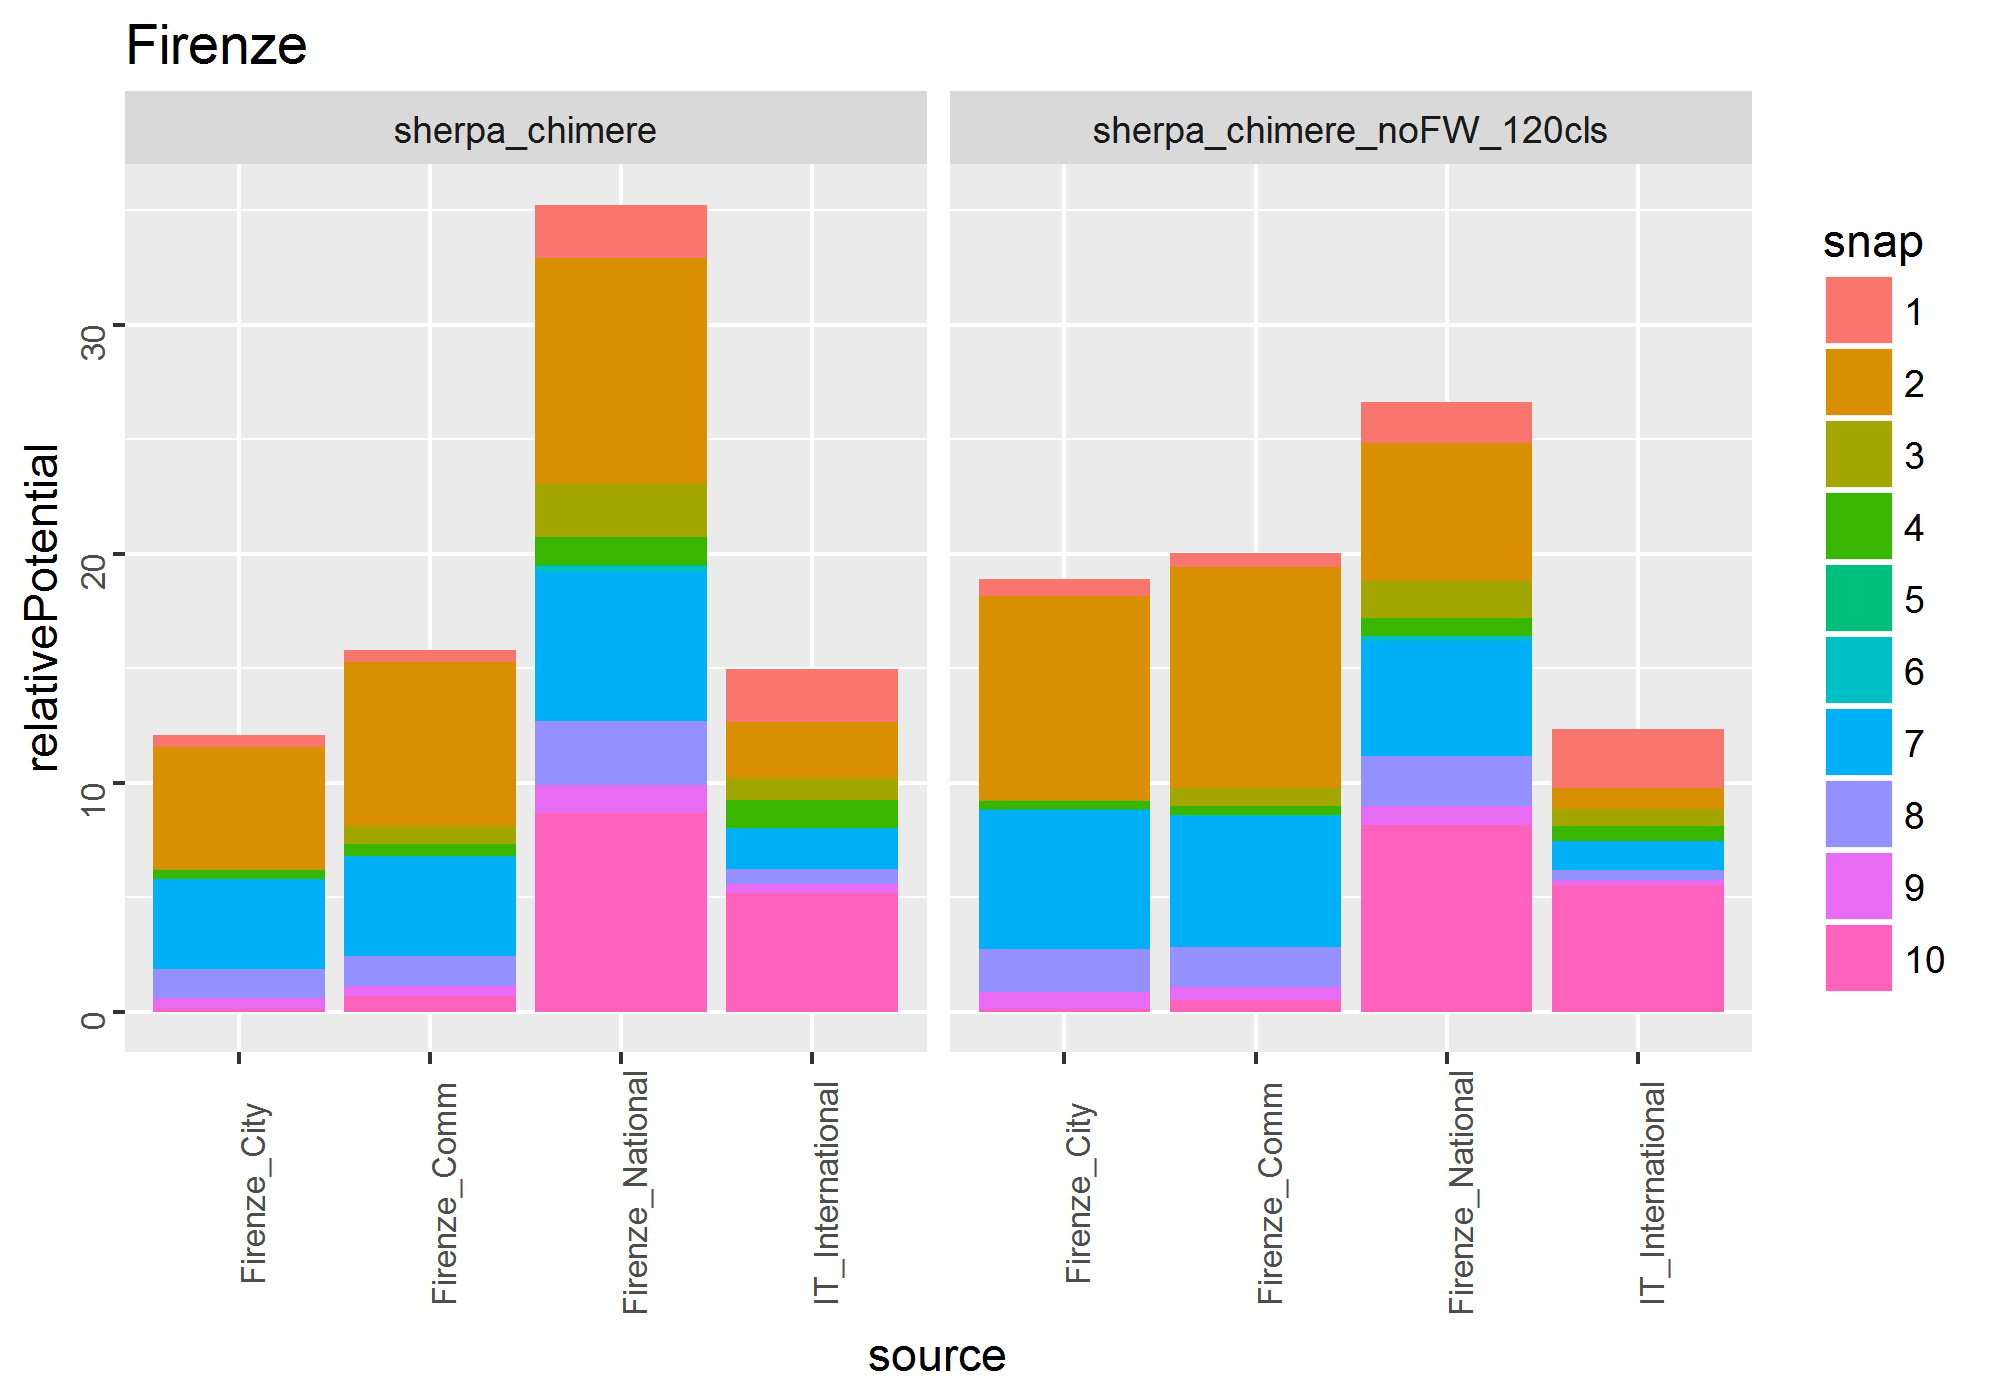 Firenze
sherpa_chimere
sherpa_chimere_noFW_120cls
relativePotential
30
20
10
0
Firenze_City
Firenze_Comm
Firenze_National
IT_International
Firenze_City
Firenze_Comm
Firenze_National
IT_International
source
snap
1
2
3
4
5
6
7
8
9
10